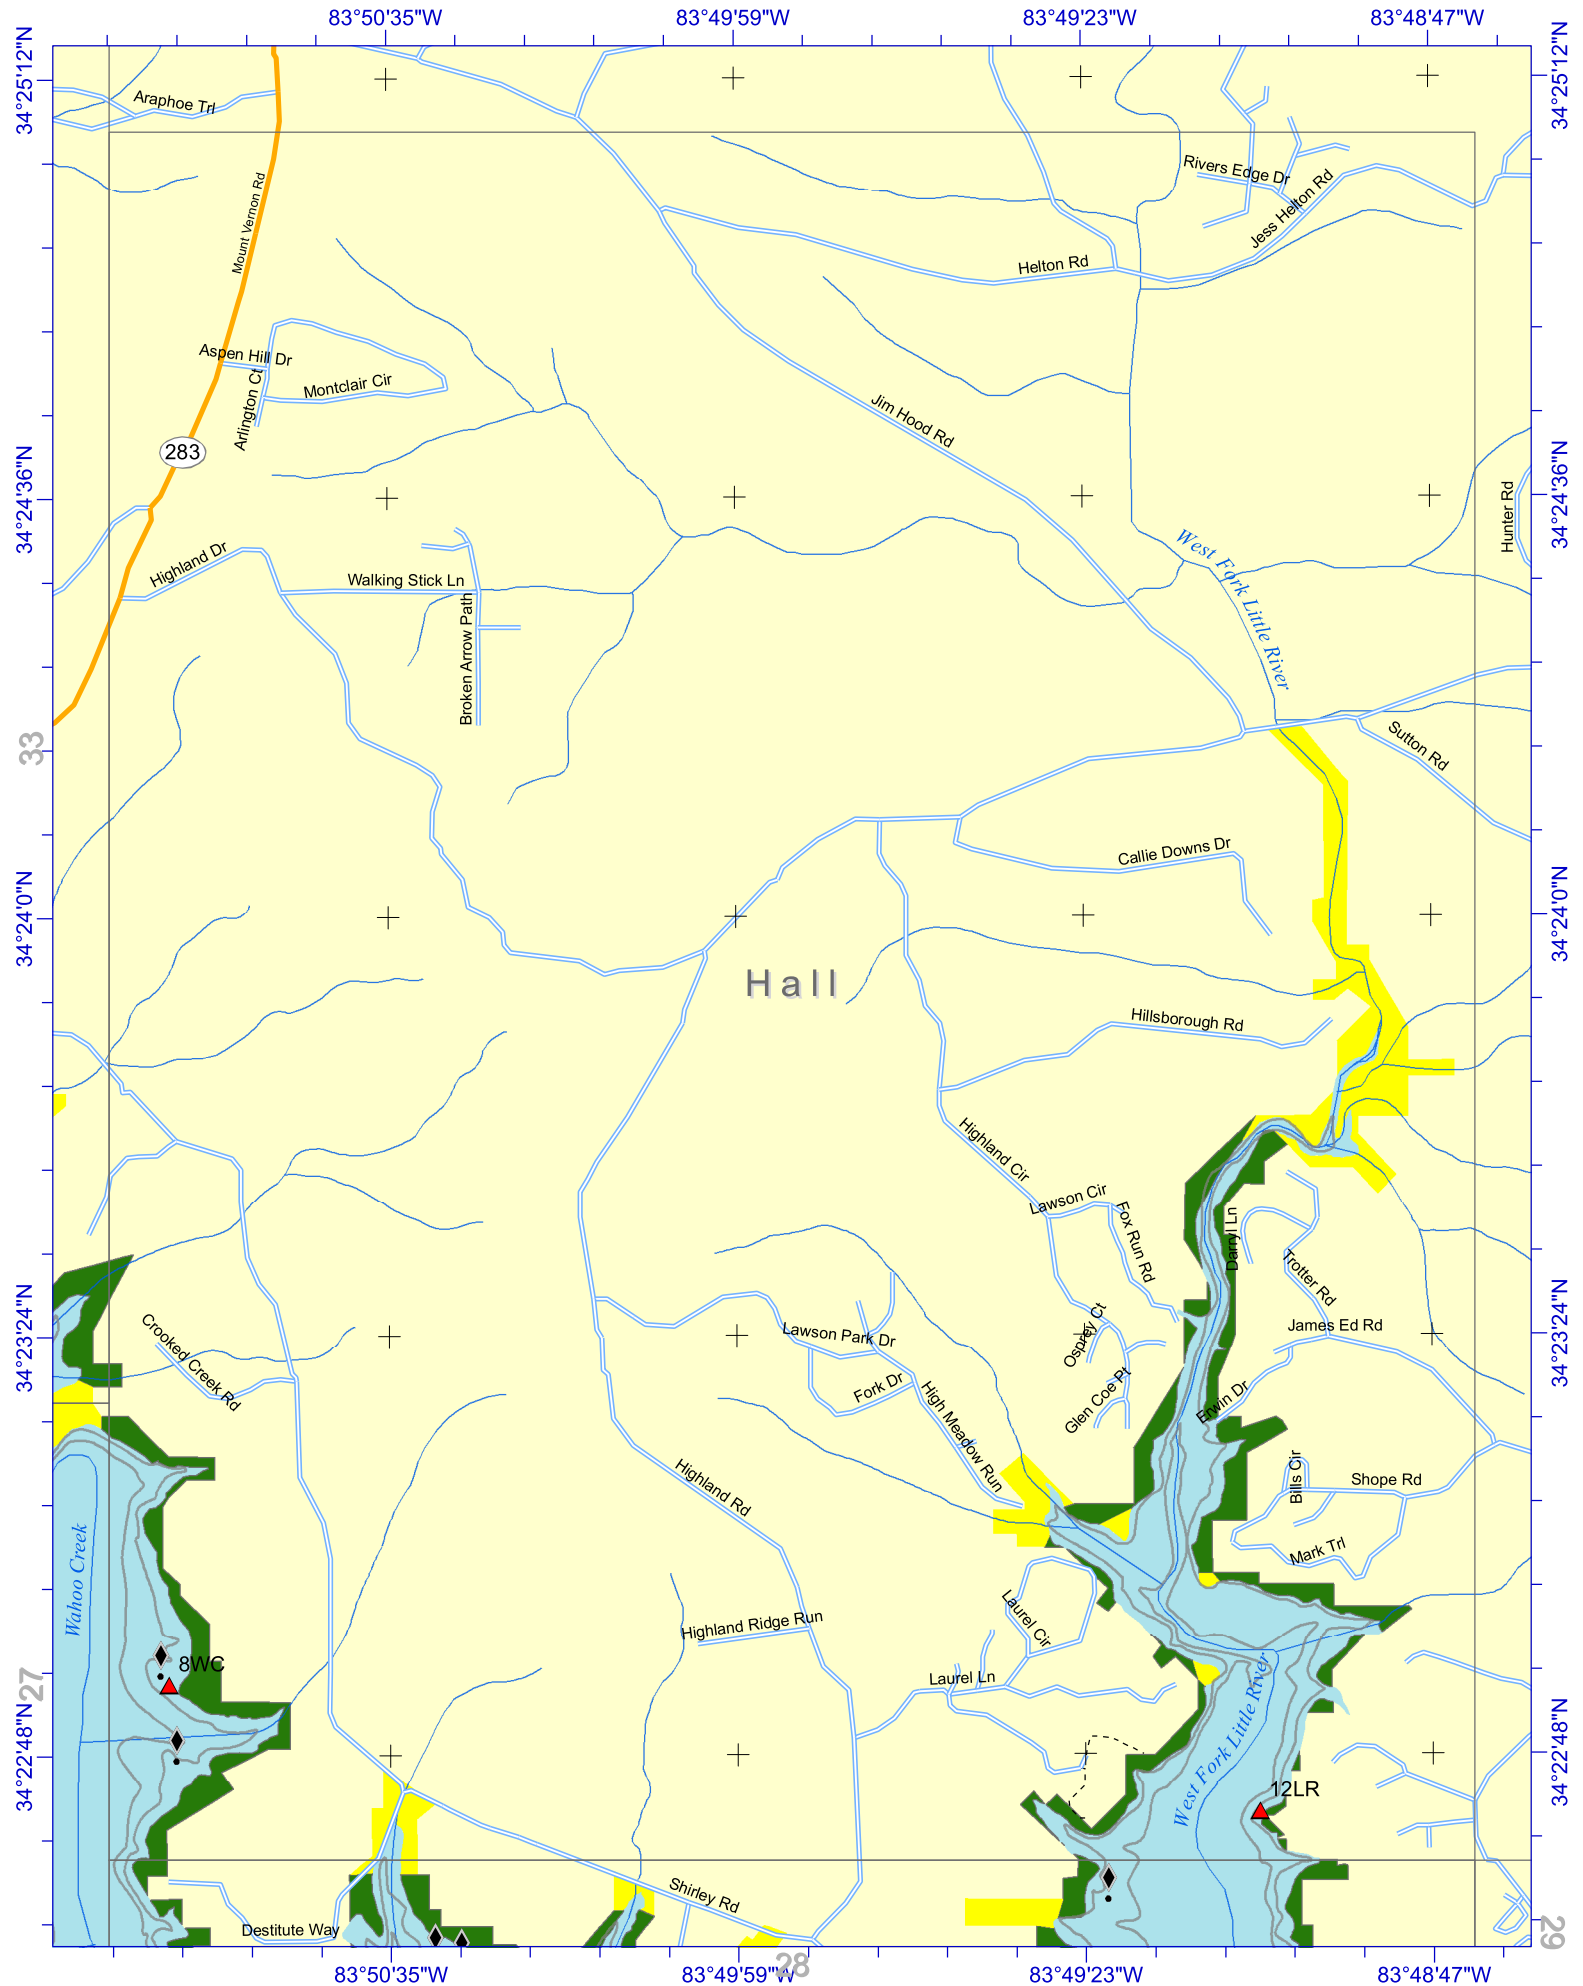 83°50'35"W 83°49'59"W 83°49'23"W 83°48'47"W
34°25'12"N
34°25'12"N
Araphoe Trl
Mount Vernon Rd
Rivers Edge Dr
Jess Helton Rd
Helton Rd
Aspen Hill Dr
Montclair Cir
Arlington Ct
Jim Hood Rd
283
34°24'36"N
34°24'36"N
Hunter Rd
Highland Dr
Walking Stick Ln
Broken Arrow Path
West Fork Little River
33
Sutton Rd
Callie Downs Dr
34°24'0"N
34°24'0"N
Hall
Hillsborough Rd
Highland Cir
Lawson Cir
Fox Run Rd
Darryl Ln
Trotter Rd
34°23'24"N
34°23'24"N
Crooked Creek Rd
Lawson Park Dr
Osprey Ct
James Ed Rd
Fork Dr
High Meadow Run
Glen Coe Pt
Erwin Dr
Highland Rd
Bills Cir
Shope Rd
Mark Trl
Wahoo Creek
Laurel Cir
Highland Ridge Run
8WC
Laurel Ln
27
West Fork Little River
34°22'48"N
34°22'48"N
12LR
Shirley Rd
Destitute Way
29
28
83°50'35"W 83°49'59"W 83°49'23"W 83°48'47"W